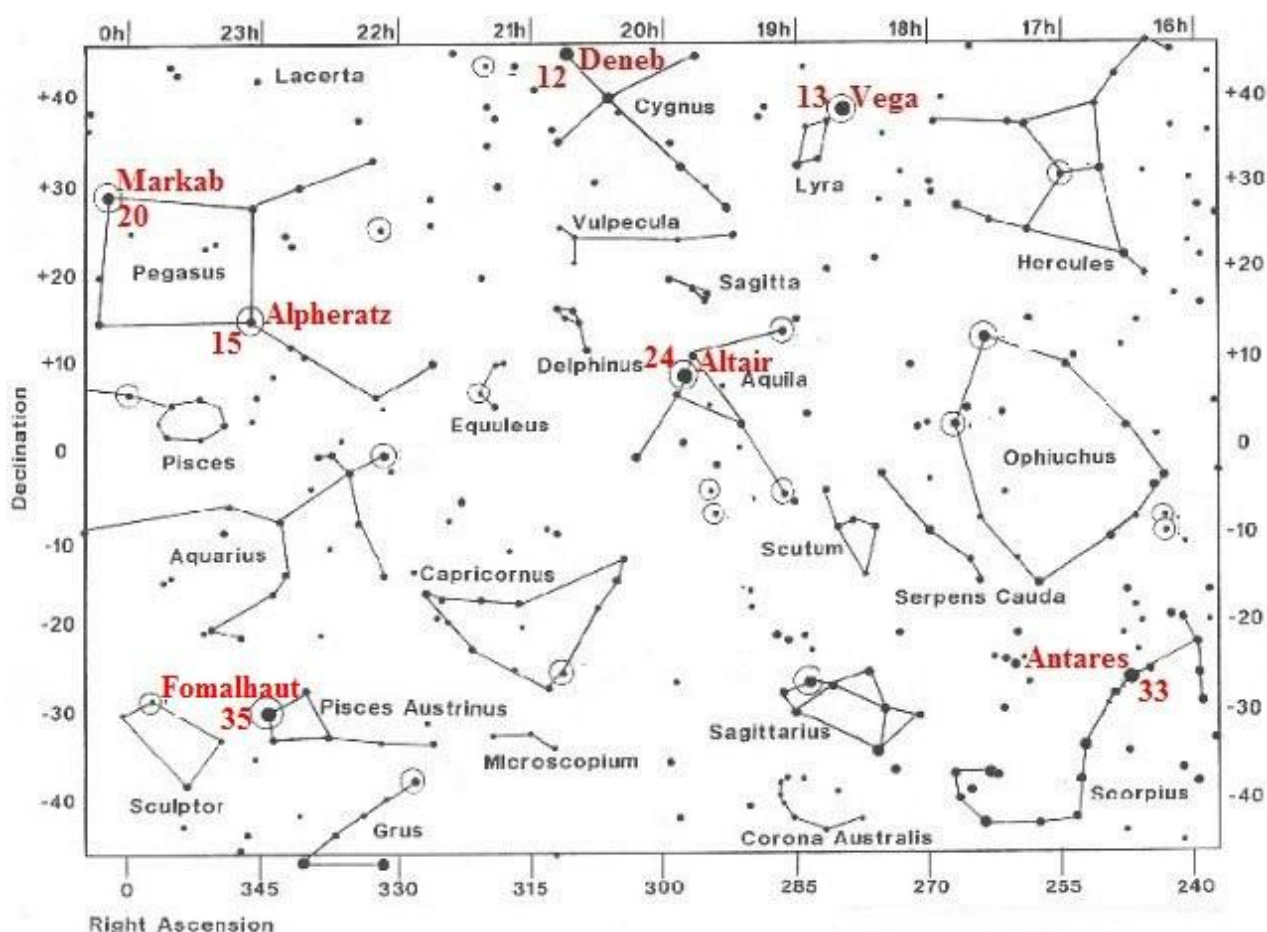 0h 23h 22h 21h 20h 19h 18h 17h 16h
Deneb
12
Lacerta
Cygnus
13 Vega
+40 +40
Markab
20
+30 +30
Lyra
Vulpecula
Pegasus
Hercules
+20 +20
Sagitta
Alpheratz
15
24 Altair
Delphinus
+10 +10
Aquila
Equuleus
Declination
0 0
Pisces
Ophiuchus
-10 -10
Aquarius
Scutum
Capricornus
Serpens Cauda
-20 -20
Antares
33
Fomalhaut
35
Pisces Austrinus
-30 -30
Sagittarius
Microscopium
Sculptor
Scorpius
-40 -40
Grus
Corona Australis
0 345 330 315 300 285 270 255 240
Right Ascension